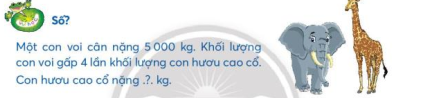 Số?
Một con voi cân nặng 5 000 kg. Khối lượng
con voi gấp 4 lần khối lượng con hươu cao cổ.
Con hươu cao cổ nặng .?. kg.